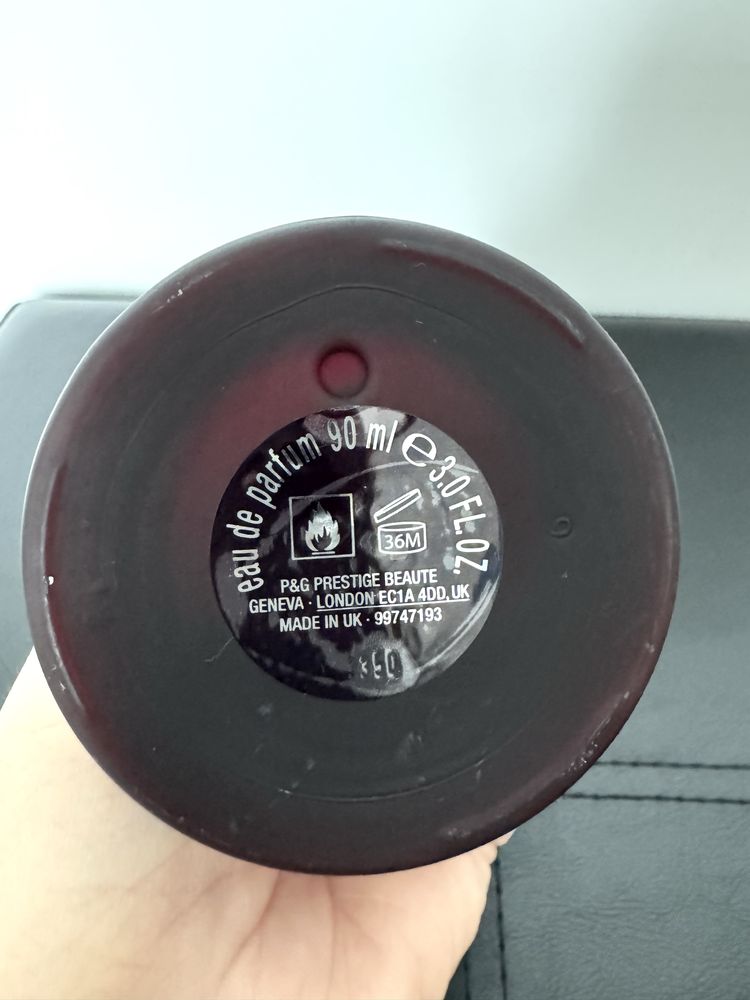 eau de parfum 90 ml ℮ 3.0 FL. OZ.
36M
P&G PRESTIGE BEAUTE
GENEVA · LONDON EC1A 4DD, UK
MADE IN UK · 99747193